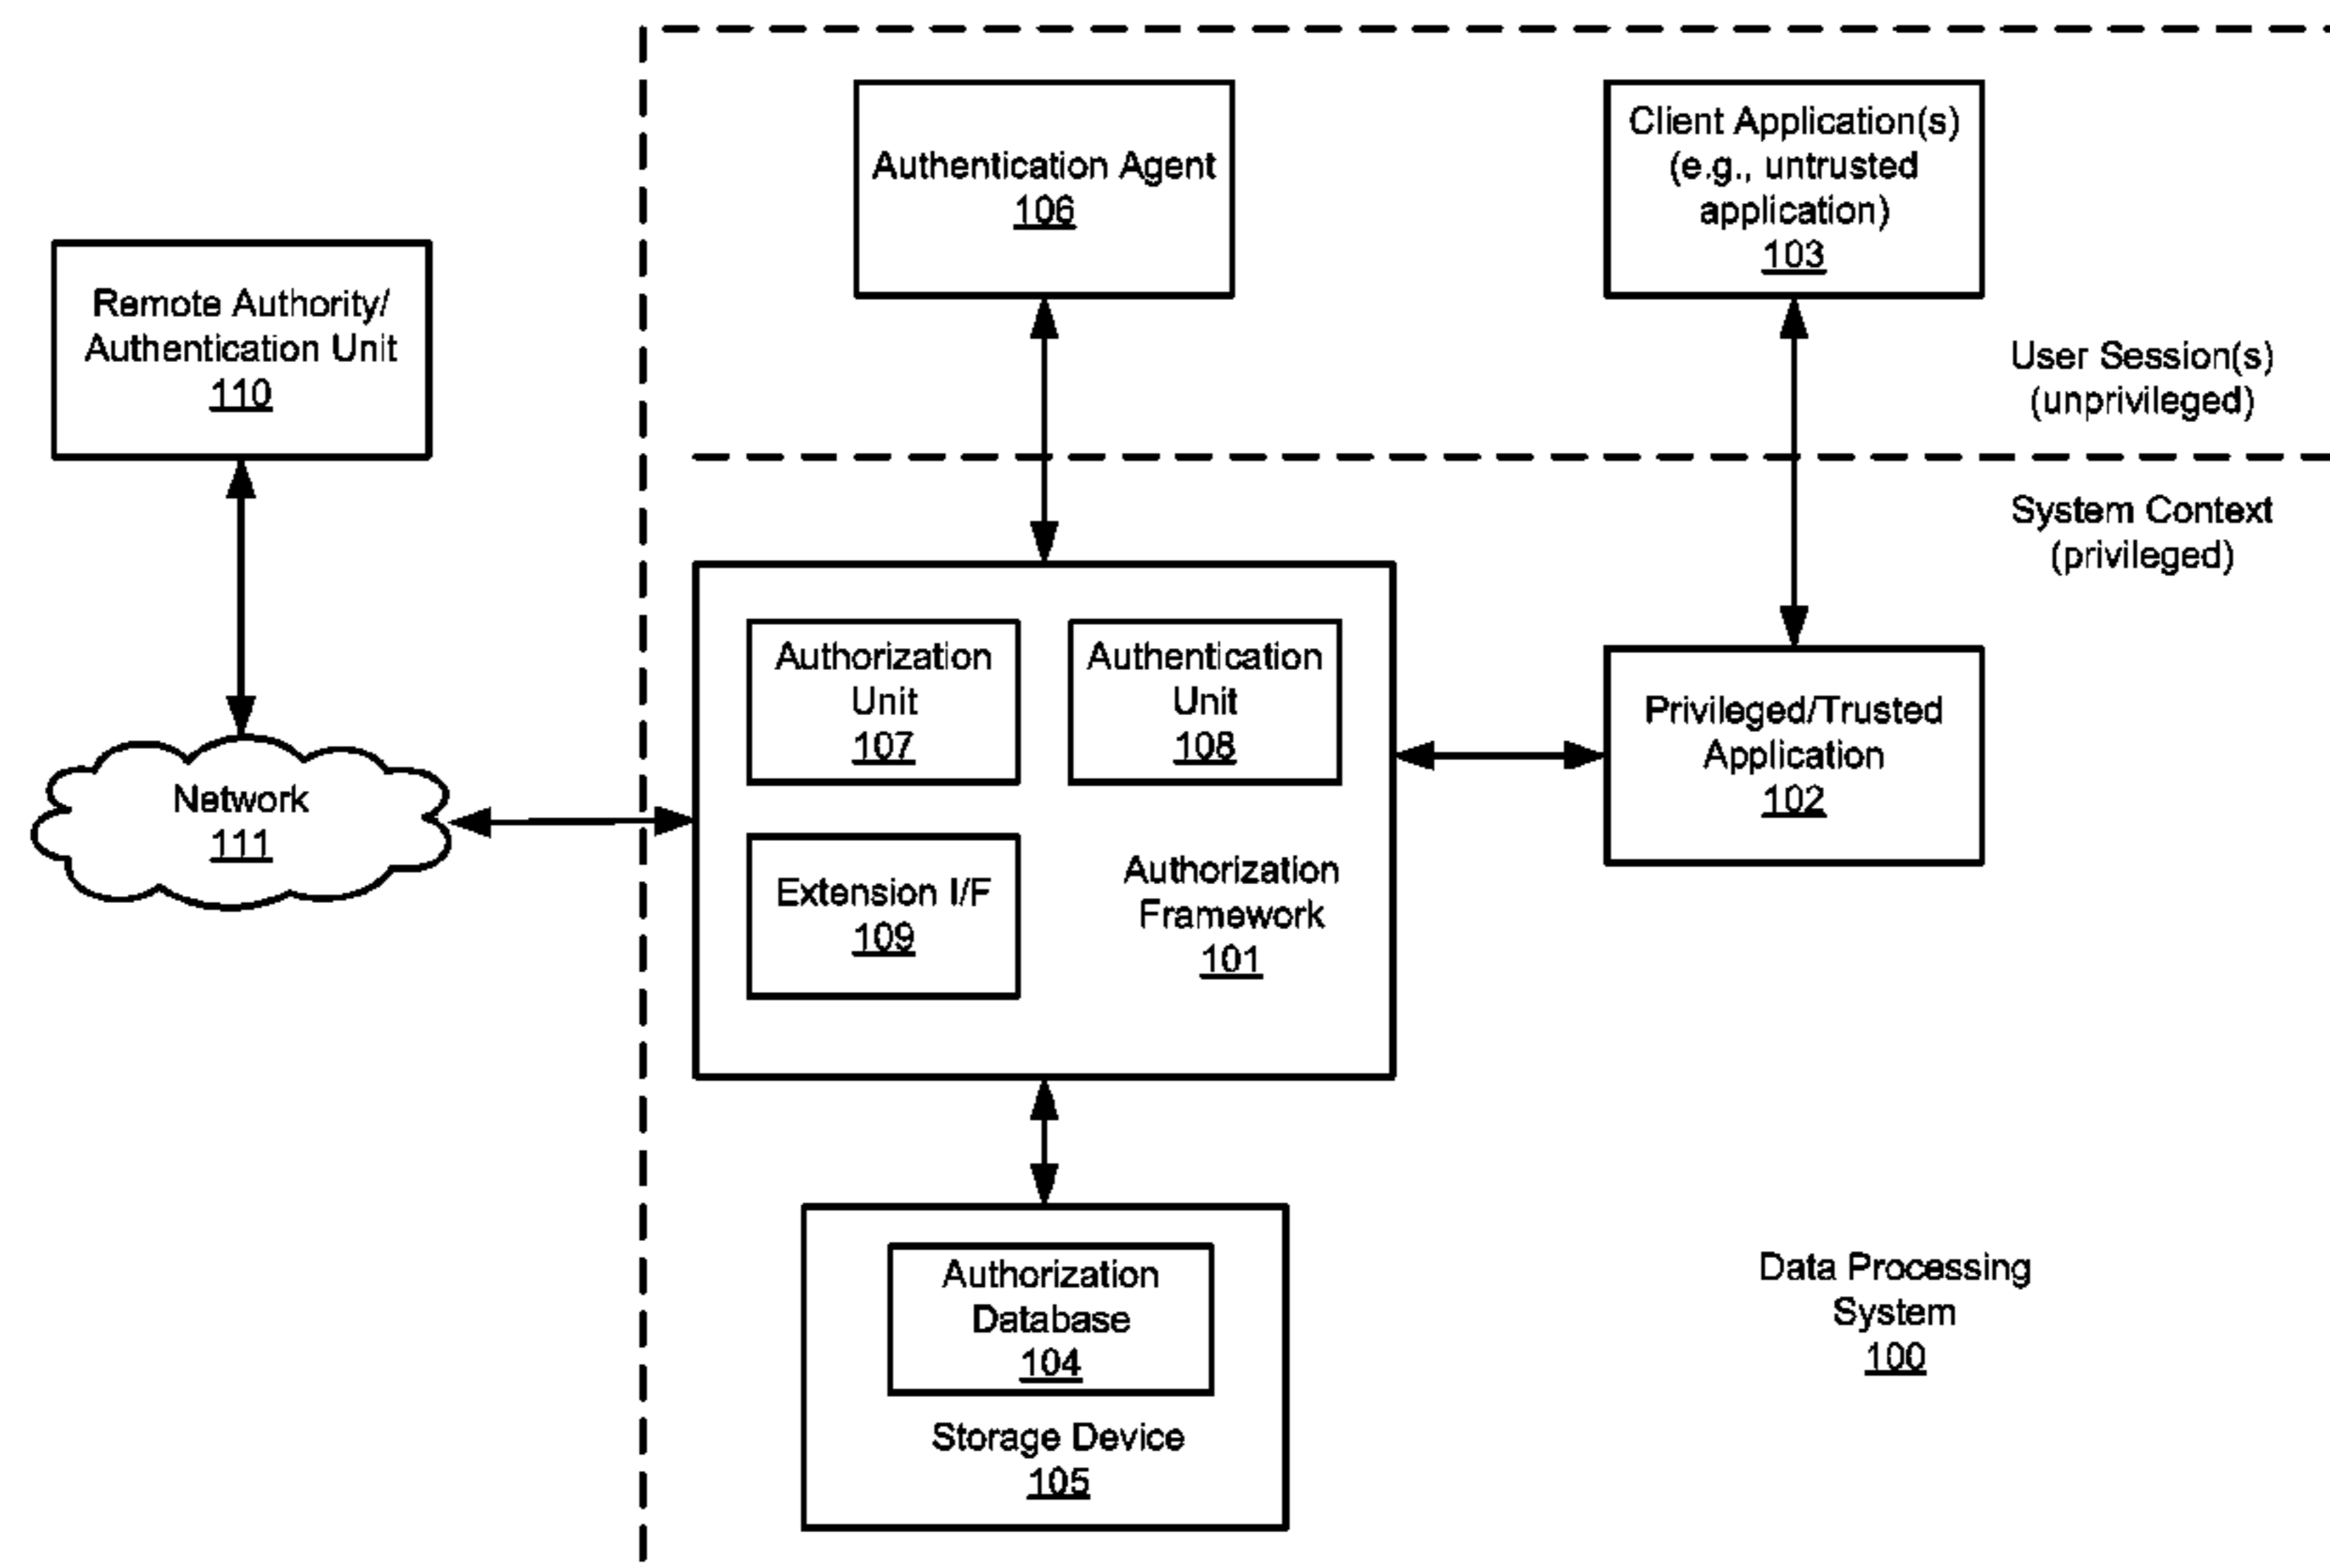 Authentication Agent
106
Client Application(s)
(e.g., untrusted
application)
103
Remote Authority/
Authentication Unit
110
User Session(s)
(unprivileged)
System Context
(privileged)
Authorization
Unit
107
Authentication
Unit
108
Privileged/Trusted
Application
102
Network
111
Extension I/F
109
Authorization
Framework
101
Authorization
Database
104
Storage Device
105
Data Processing
System
100